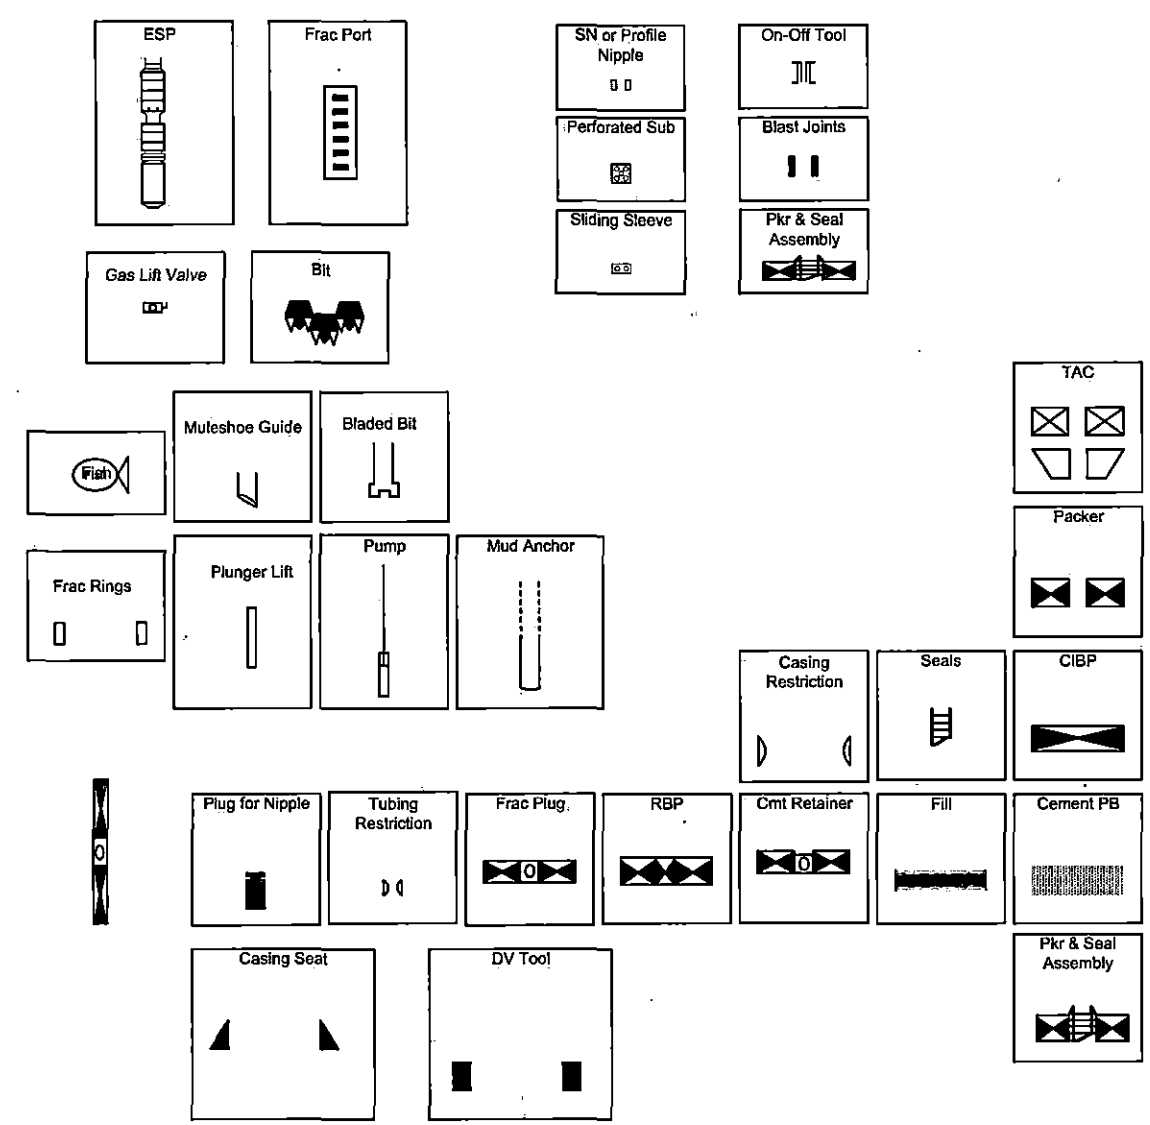 ESP
Frac Port
SN or Profile
Nipple
On-Off Tool
Perforated Sub
Blast Joints
Sliding Sleeve
Pkr & Seal
Assembly
Gas Lift Valve
Bit
TAC
Muleshoe Guide
Bladed Bit
Fish
Packer
Frac Rings
Plunger Lift
Pump
Mud Anchor
Casing
Restriction
Seals
CIBP
Plug for Nipple
Tubing
Restriction
Frac Plug
RBP
Cmt Retainer
Fill
Cement PB
Casing Seat
DV Tool
Pkr & Seal
Assembly